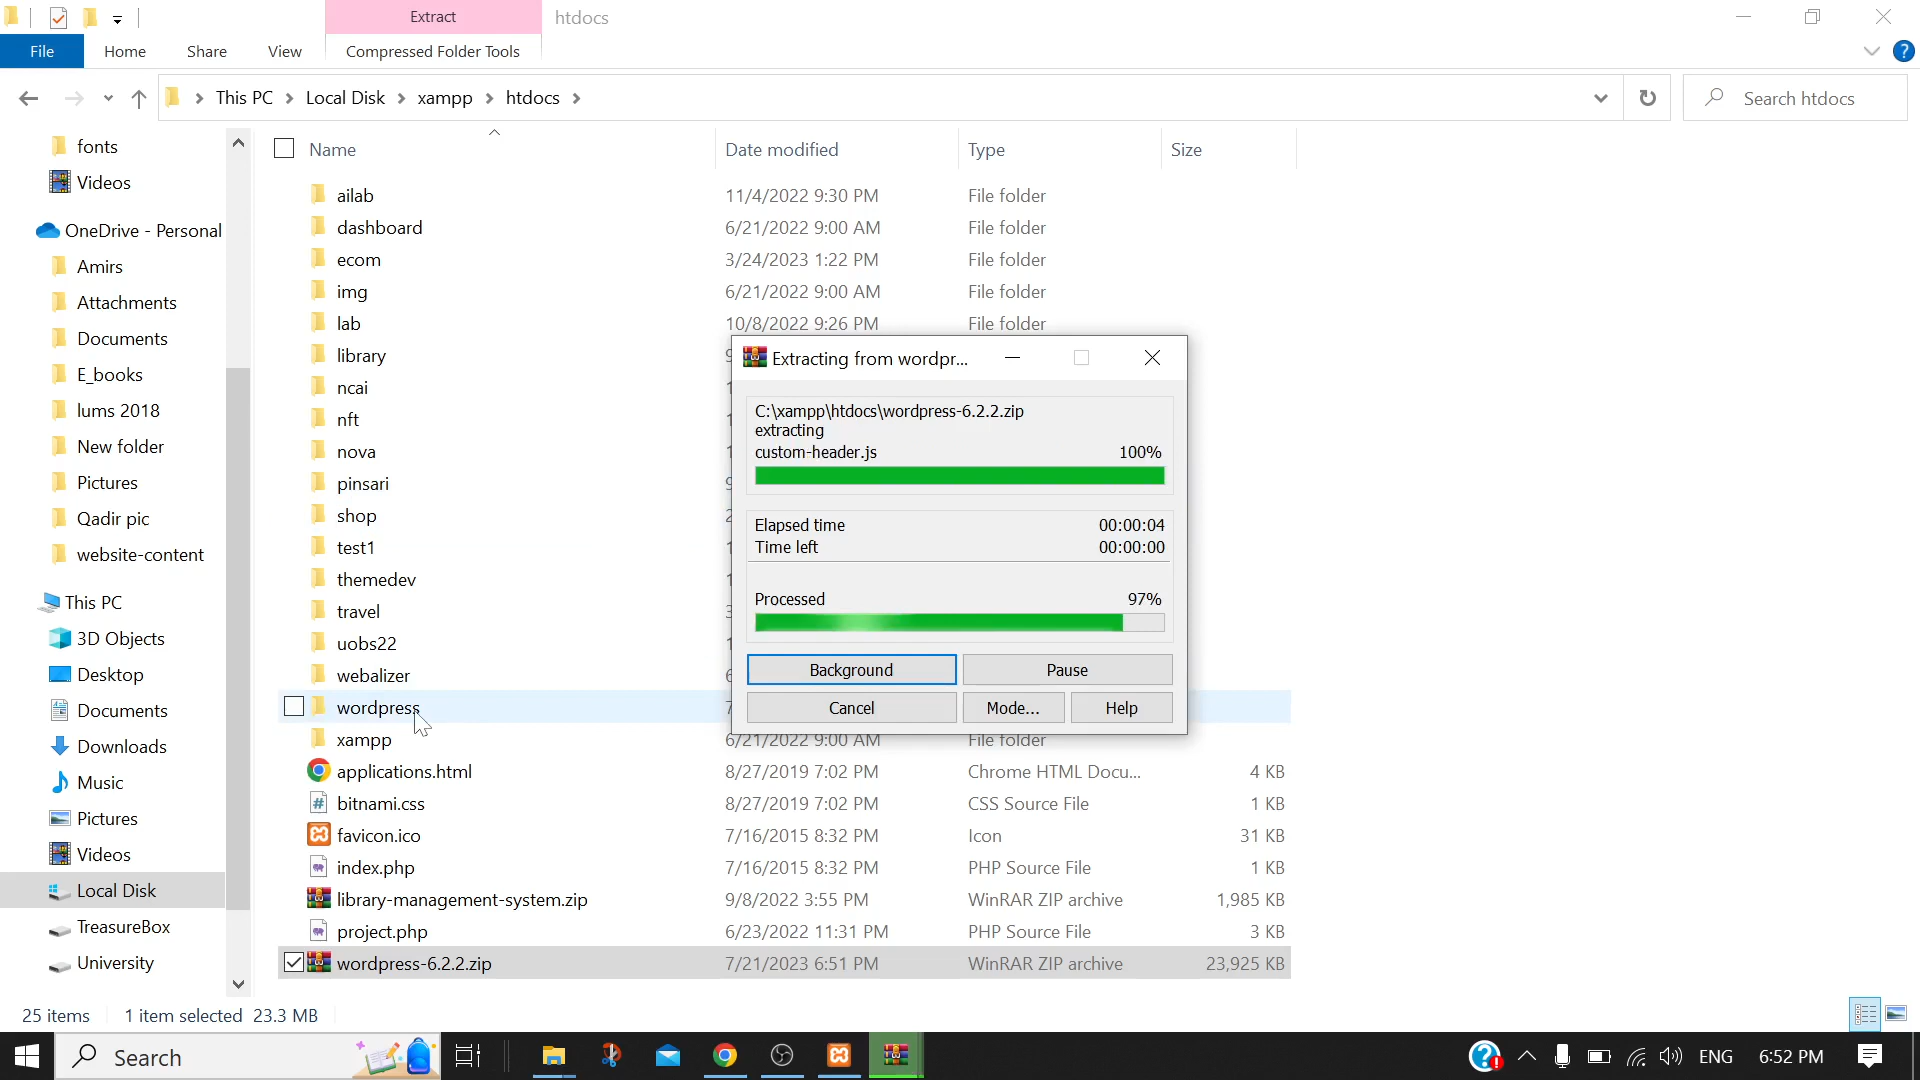 Extract
htdocs
File
Home
Share
View
Compressed Folder Tools
This PC
Local Disk
xampp
htdocs
Search htdocs
fonts
Videos
OneDrive - Personal
Amirs
Attachments
Documents
E_books
lums 2018
New folder
Pictures
Qadir pic
website-content
This PC
3D Objects
Desktop
Documents
Downloads
Music
Pictures
Videos
Local Disk
TreasureBox
University
Name Date modified Type Size
ailab 11/4/2022 9:30 PM File folder
dashboard 6/21/2022 9:00 AM File folder
ecom 3/24/2023 1:22 PM File folder
img 6/21/2022 9:00 AM File folder
lab 10/8/2022 9:26 PM File folder
library
ncai
nft
nova
pinsari
shop
test1
themedev
travel
uobs22
webalizer
wordpress
xampp 6/21/2022 9:00 AM File folder
applications.html 8/27/2019 7:02 PM Chrome HTML Docu... 4 KB
bitnami.css 8/27/2019 7:02 PM CSS Source File 1 KB
favicon.ico 7/16/2015 8:32 PM Icon 31 KB
index.php 7/16/2015 8:32 PM PHP Source File 1 KB
library-management-system.zip 9/8/2022 3:55 PM WinRAR ZIP archive 1,985 KB
project.php 6/23/2022 11:31 PM PHP Source File 3 KB
wordpress-6.2.2.zip 7/21/2023 6:51 PM WinRAR ZIP archive 23,925 KB
Extracting from wordpr...
C:\xampp\htdocs\wordpress-6.2.2.zip
extracting
custom-header.js 100%
Elapsed time 00:00:04
Time left 00:00:00
Processed 97%
Background
Pause
Cancel
Mode...
Help
25 items 1 item selected 23.3 MB
Search
ENG
6:52 PM